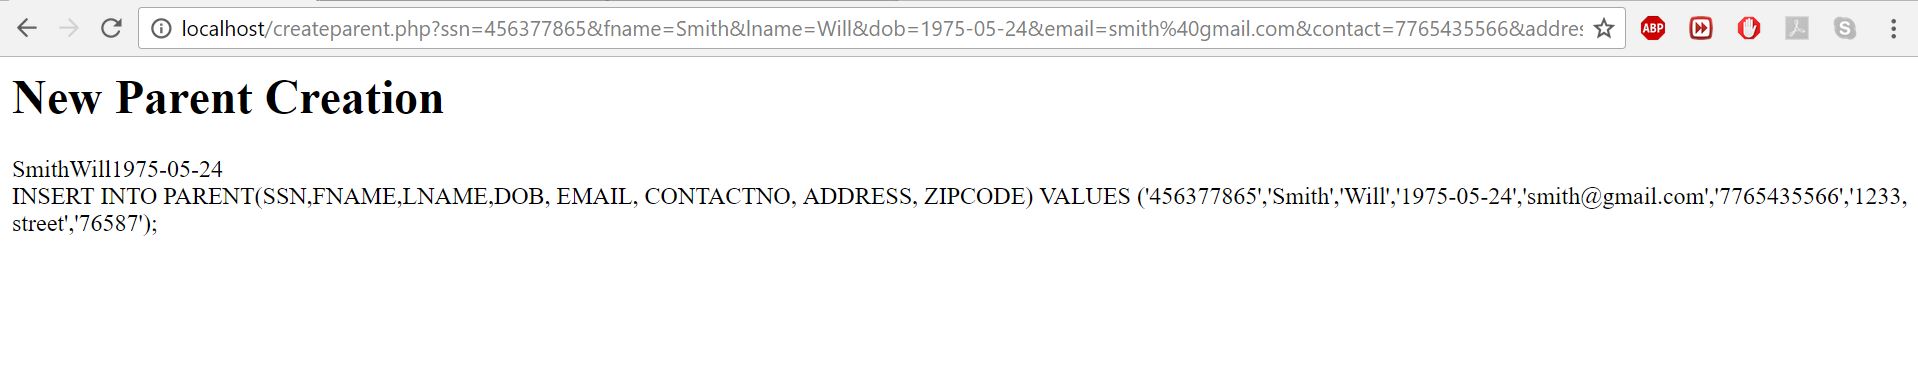 localhost/createparent.php?ssn=456377865&fname=Smith&lname=Will&dob=1975-05-24&email=smith%40gmail.com&contact=7765435566&addres
ABP
New Parent Creation
SmithWill1975-05-24
INSERT INTO PARENT(SSN,FNAME,LNAME,DOB, EMAIL, CONTACTNO, ADDRESS, ZIPCODE) VALUES ('456377865','Smith','Will','1975-05-24','smith@gmail.com','7765435566','1233,
street','76587');